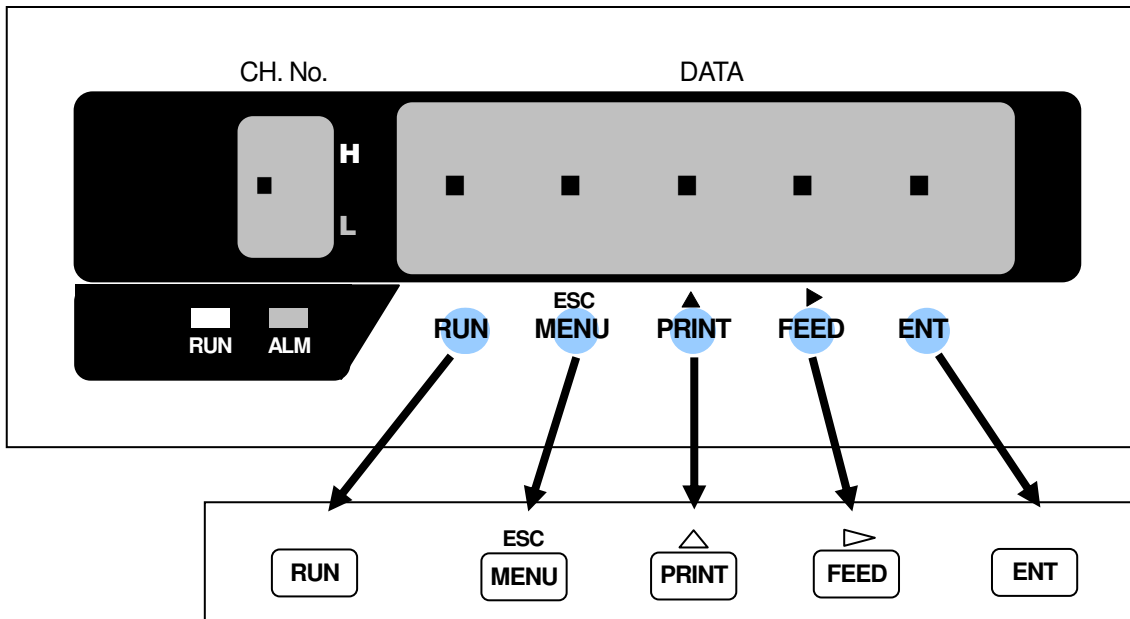 CH. No. DATA
H
L
ESC
RUN MENU PRINT FEED ENT
RUN ALM
ESC
RUN MENU PRINT FEED ENT